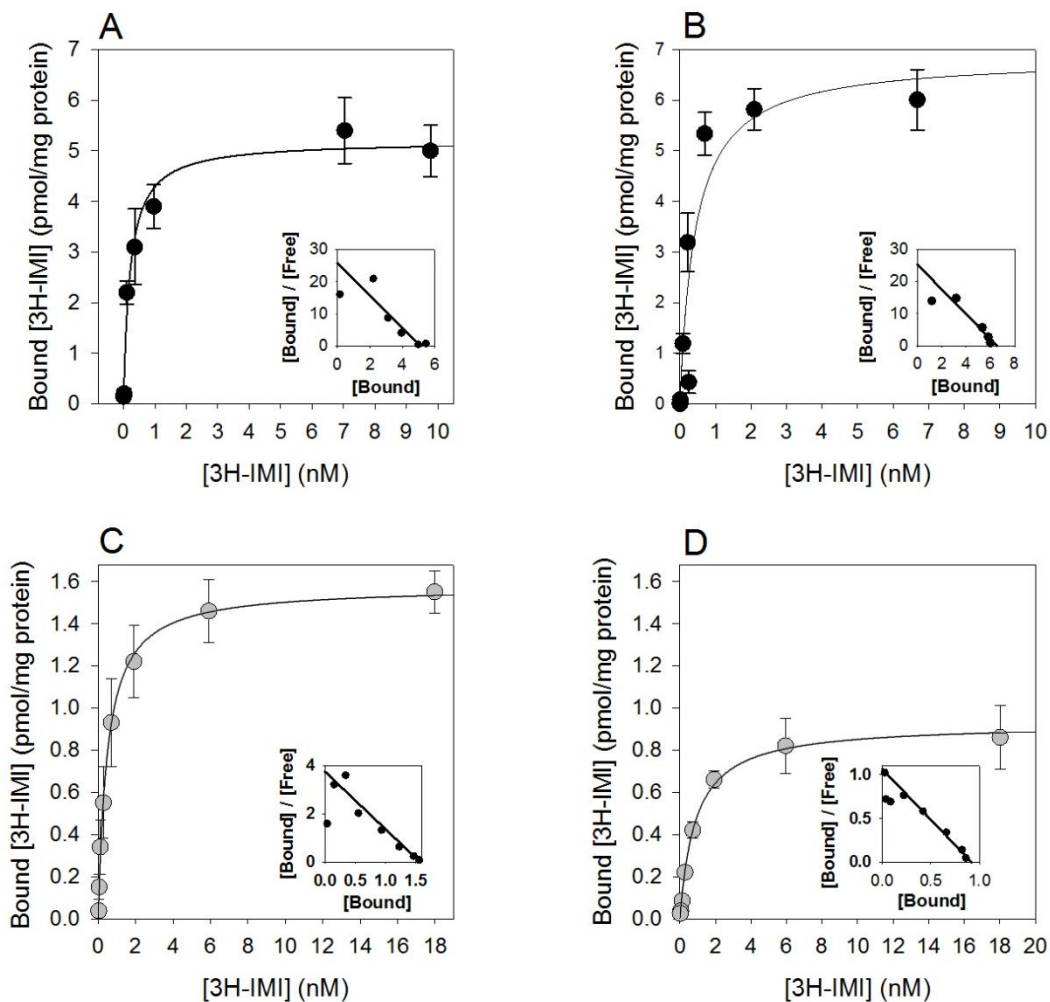 A
Bound [3H-IMI] (pmol/mg protein)
7
6
5
4
3
2
1
0
0 1 2 3 4 5 6 7 8 9 10
[3H-IMI] (nM)
[Bound] / [Free]
30
20
10
0
0 2 4 6
[Bound]
B
Bound [3H-IMI] (pmol/mg protein)
7
6
5
4
3
2
1
0
0 1 2 3 4 5 6 7 8 9 10
[3H-IMI] (nM)
[Bound] / [Free]
30
20
10
0
0 2 4 6 8
[Bound]
C
Bound [3H-IMI] (pmol/mg protein)
1.6
1.4
1.2
1.0
0.8
0.6
0.4
0.2
0.0
0 2 4 6 8 10 12 14 16 18
[3H-IMI] (nM)
[Bound] / [Free]
4
2
0
0.0 0.5 1.0 1.5
[Bound]
D
Bound [3H-IMI] (pmol/mg protein)
1.6
1.4
1.2
1.0
0.8
0.6
0.4
0.2
0.0
0 2 4 6 8 10 12 14 16 18 20
[3H-IMI] (nM)
[Bound] / [Free]
1.0
0.5
0.0
0.0 0.5 1.0
[Bound]